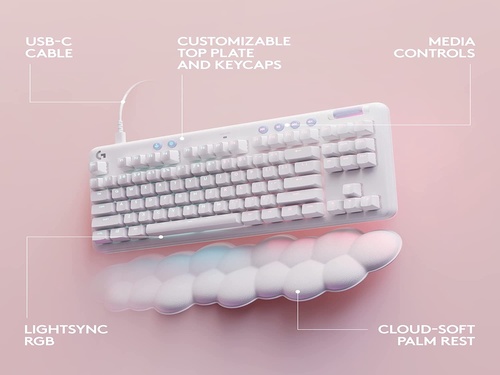 USB-C
CABLE
CUSTOMIZABLE
TOP PLATE
AND KEYCAPS
MEDIA
CONTROLS
LIGHTSYNC
RGB
CLOUD-SOFT
PALM REST